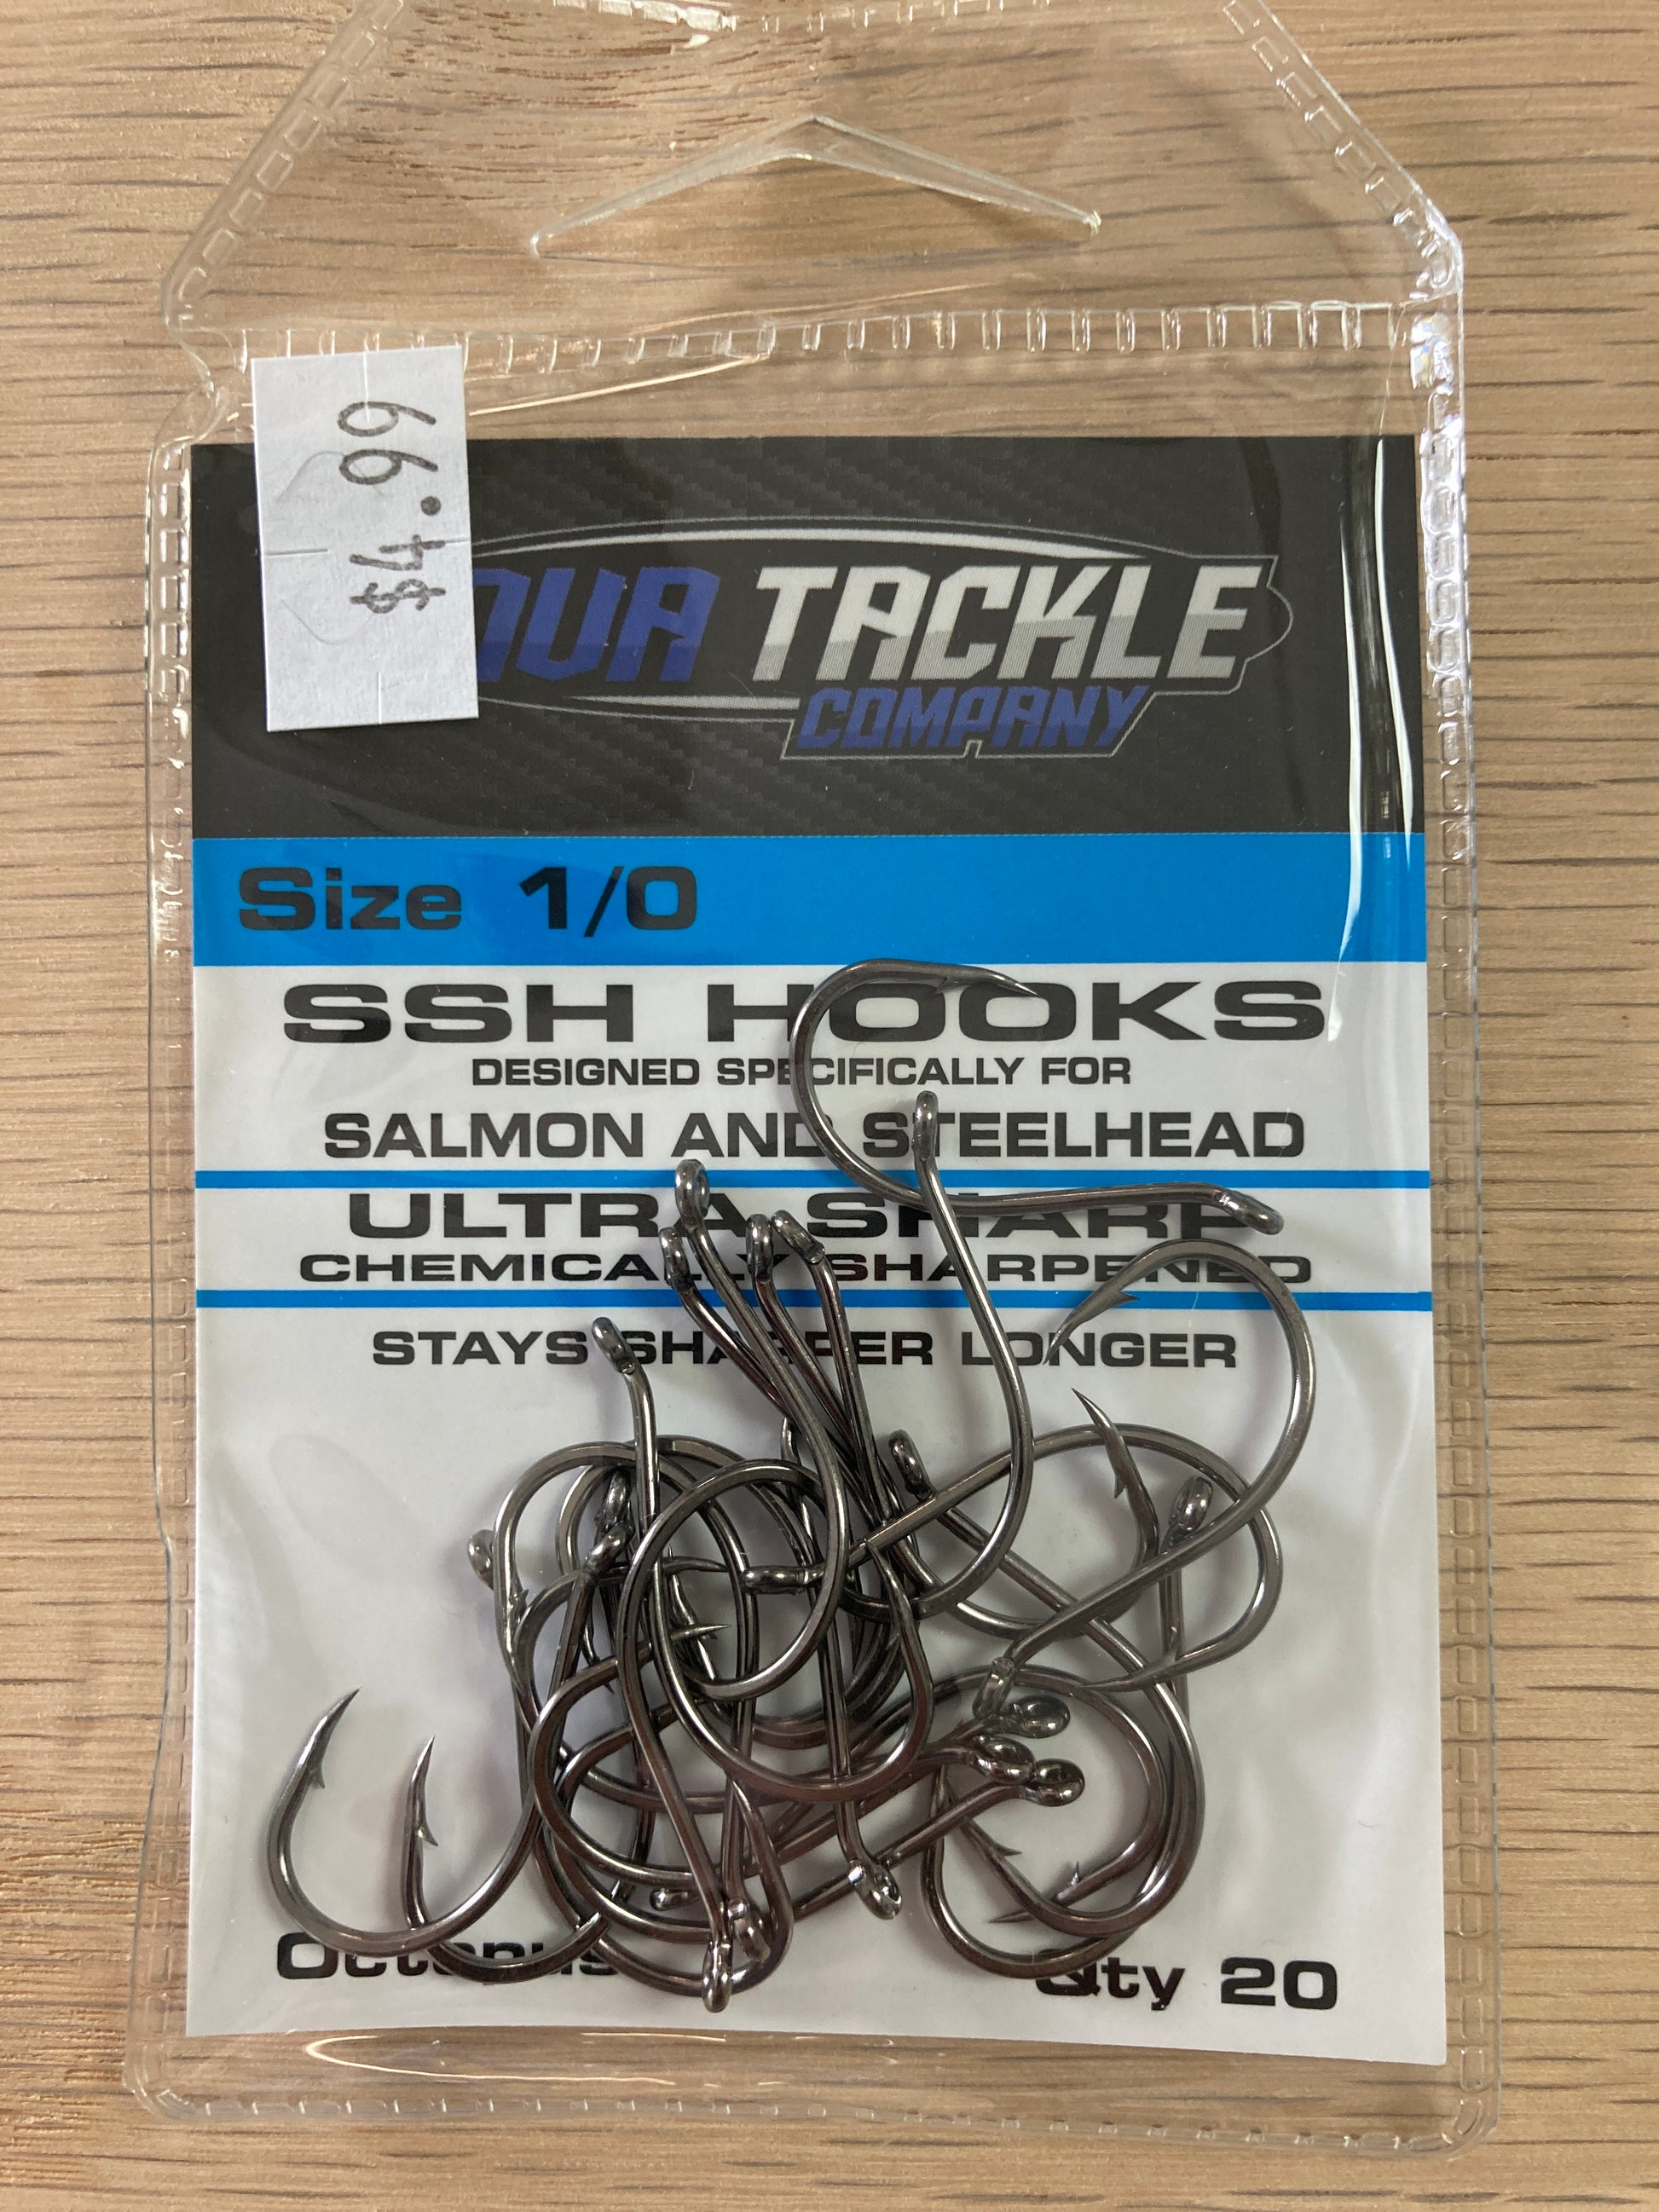 $4.99
TACKLE
COMPANY
Size 1/0
SSH HOOKS
DESIGNED SPECIFICALLY FOR
SALMON AND STEELHEAD
ULTRA SHARP
CHEMICALLY SHARPENED
STAYS SHARPER LONGER
Octopus Qty 20